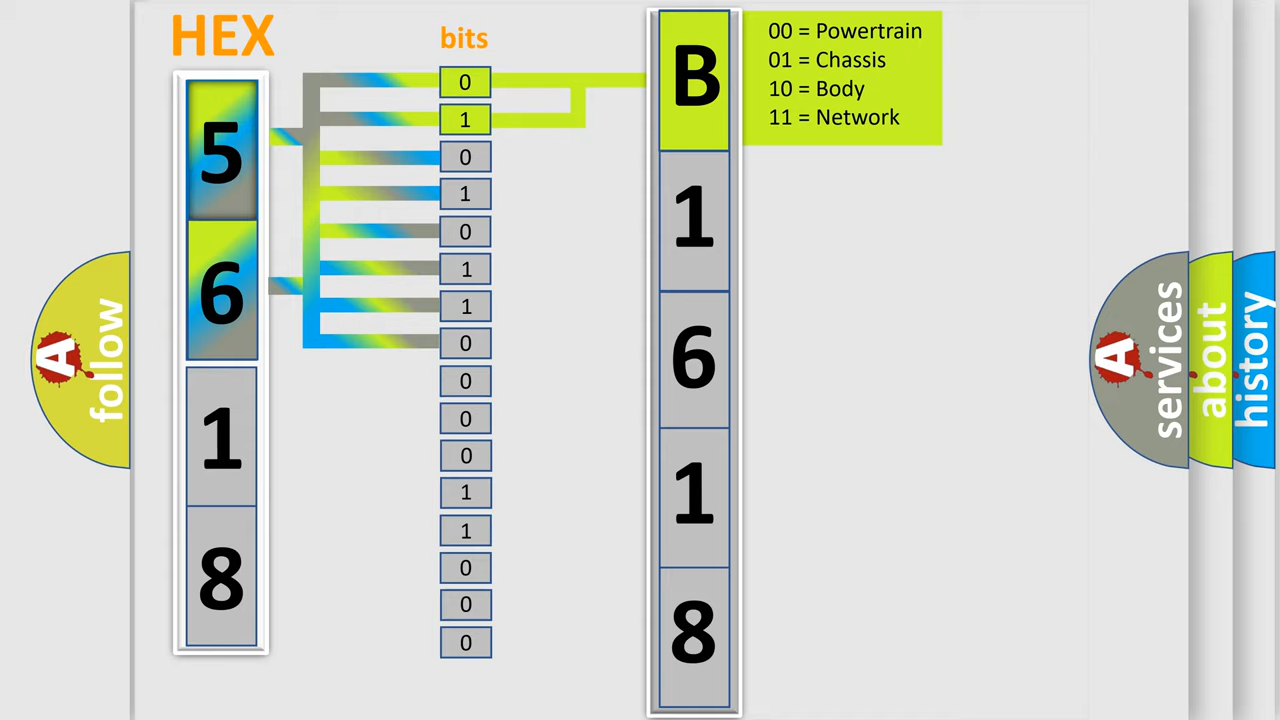 HEX
bits
5
6
1
8
0
1
0
1
0
1
1
0
0
0
0
1
1
0
0
0
B
1
6
1
8
00 = Powertrain
01 = Chassis
10 = Body
11 = Network
A follow
A services
about
history